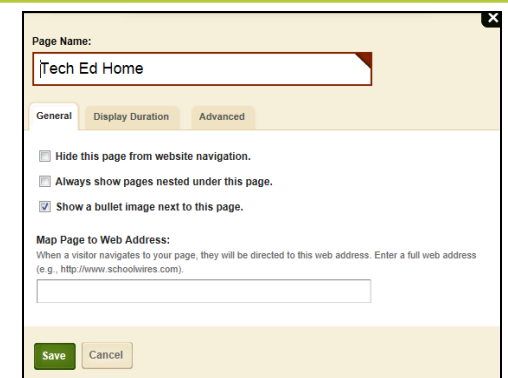 Page Name:
Tech Ed Home
General Display Duration Advanced
Hide this page from website navigation.
Always show pages nested under this page.
Show a bullet image next to this page.
Map Page to Web Address:
When a visitor navigates to your page, they will be directed to this web address. Enter a full web address
(e.g., http://www.schoolwires.com).
Save Cancel